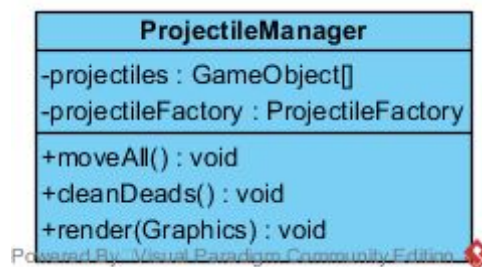 ProjectileManager
-projectiles : GameObject[]
-projectileFactory : ProjectileFactory
+moveAll() : void
+cleanDeads() : void
+render(Graphics) : void
Powered By Visual Paradigm Community Edition